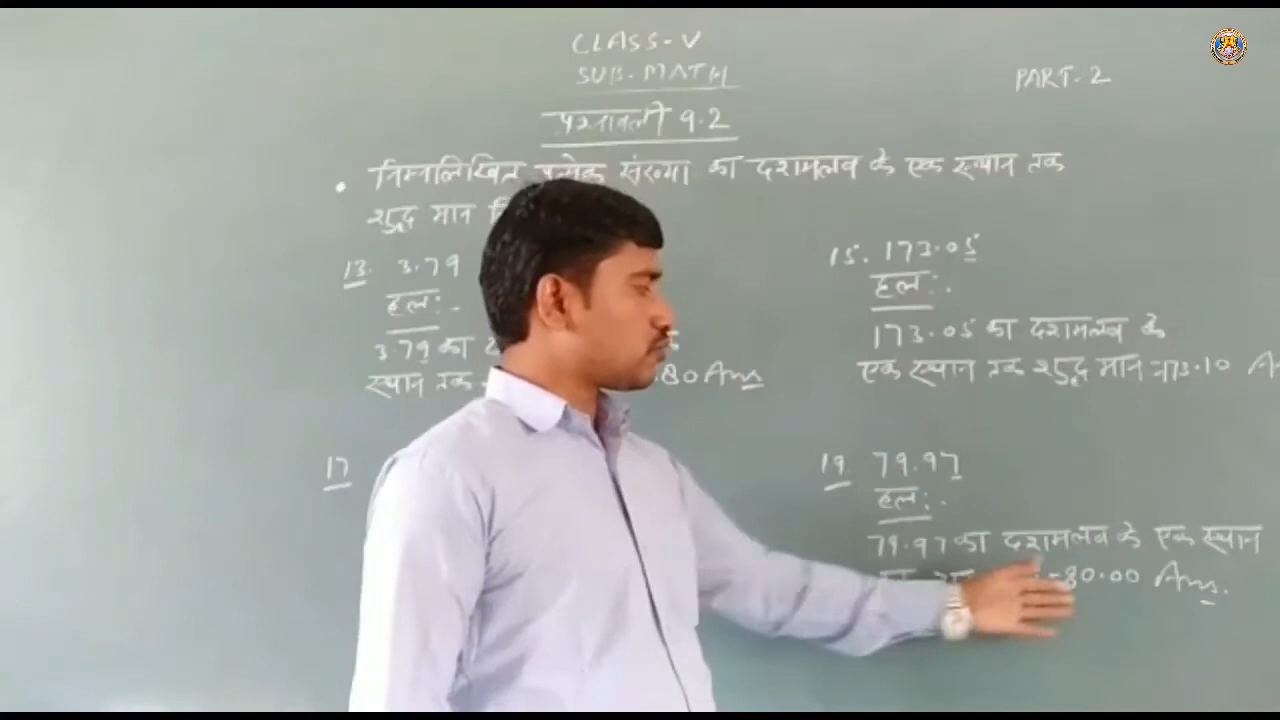 CLASS-V
SUB-MATH
PART-2
प्रश्नावली 9.2
• निम्नलिखित प्रत्येक संख्या का दशमलव के एक स्थान तक
शुद्ध मान
13. 3.79
हल:-
3.79 का
स्थान तक 80 Ans
15. 173.05
हल:-
173.05 का दशमलव के
एक स्थान तक शुद्ध मान = 173.10
17
19 79.97
हल:-
79.97 का दशमलव के एक स्थान
80.00 Ans.